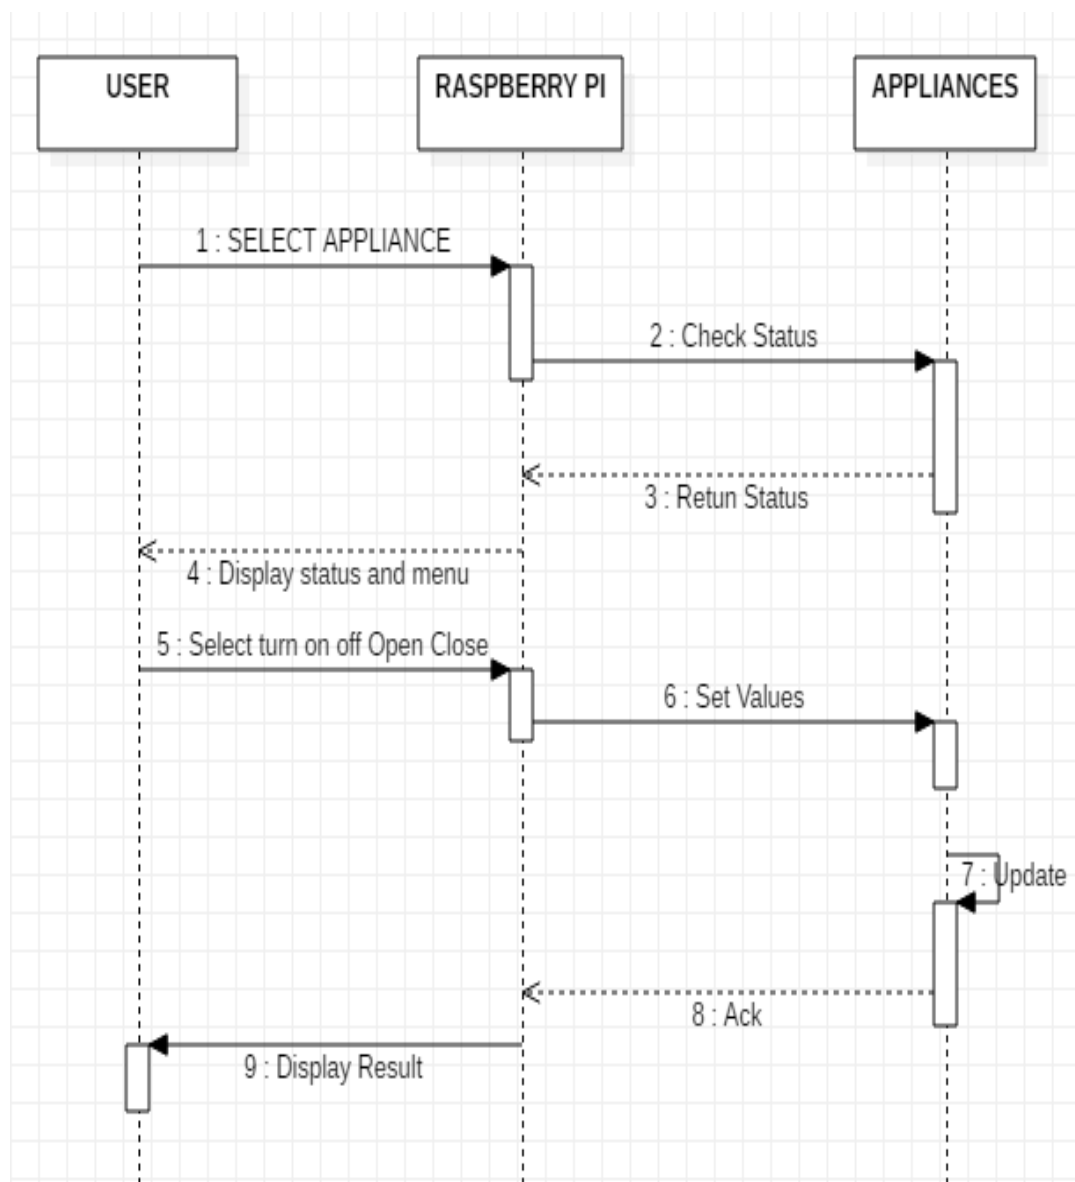 USER
RASPBERRY PI
APPLIANCES
1 : SELECT APPLIANCE
2 : Check Status
3 : Retun Status
4 : Display status and menu
5 : Select turn on off Open Close
6 : Set Values
7 : Update
8 : Ack
9 : Display Result